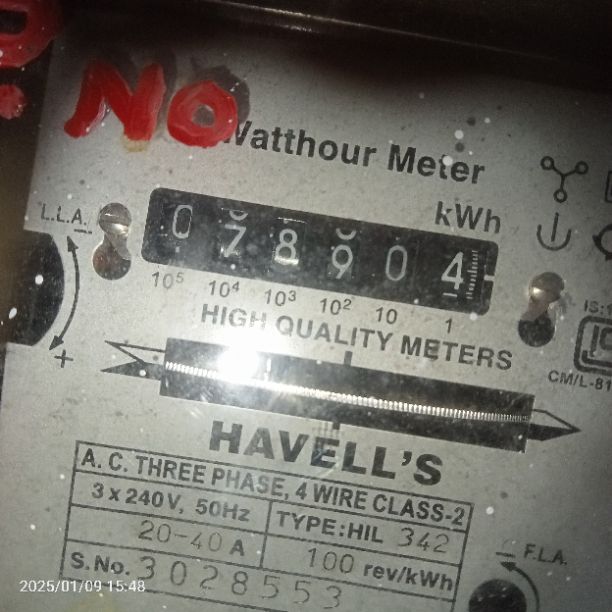 NO
Watthour Meter
kWh
L.L.A.
-
0 7 8 9 0 4
10⁵ 10⁴ 10³ 10² 10 1
+
HIGH QUALITY METERS
HAVELL'S
CM/L-81
A. C. THREE PHASE, 4 WIRE CLASS-2
3 x 240V, 50Hz TYPE:HIL 342
20-40 A 100 rev/kWh
S.No. 3028553
- F.L.A.
2025/01/09 15:48